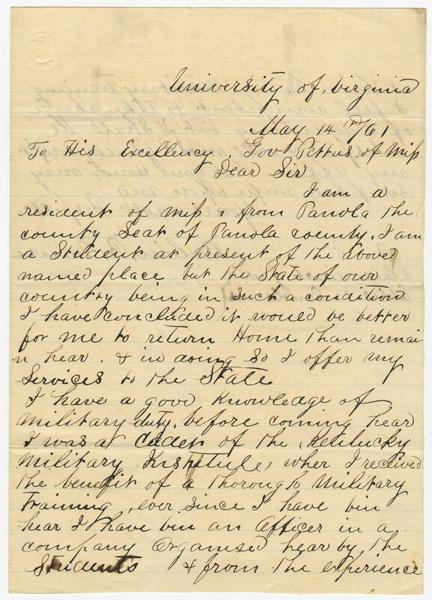 University. of. Virginia
May 14th/61
To His Excellency Gov Pettus. of Miss
Dear Sir
I am a
resident of miss & from Panola the
county Seat of Panola county. I am
a Student at present of the above
named place but the State of our
country being in such a condition
I have concluded it would be better
for me to return Home than remai
n hear. & in doing so I offer my
Services to the State
I have a good knowledge of
military duty. before coming hear
I was at Cadet of the Kentucky
Military Institute, wher I received
the benefit of a thorough Military
Training, ever since I have bin
hear I have bin an officer in a
company Organised hear by the
Students & from the experience